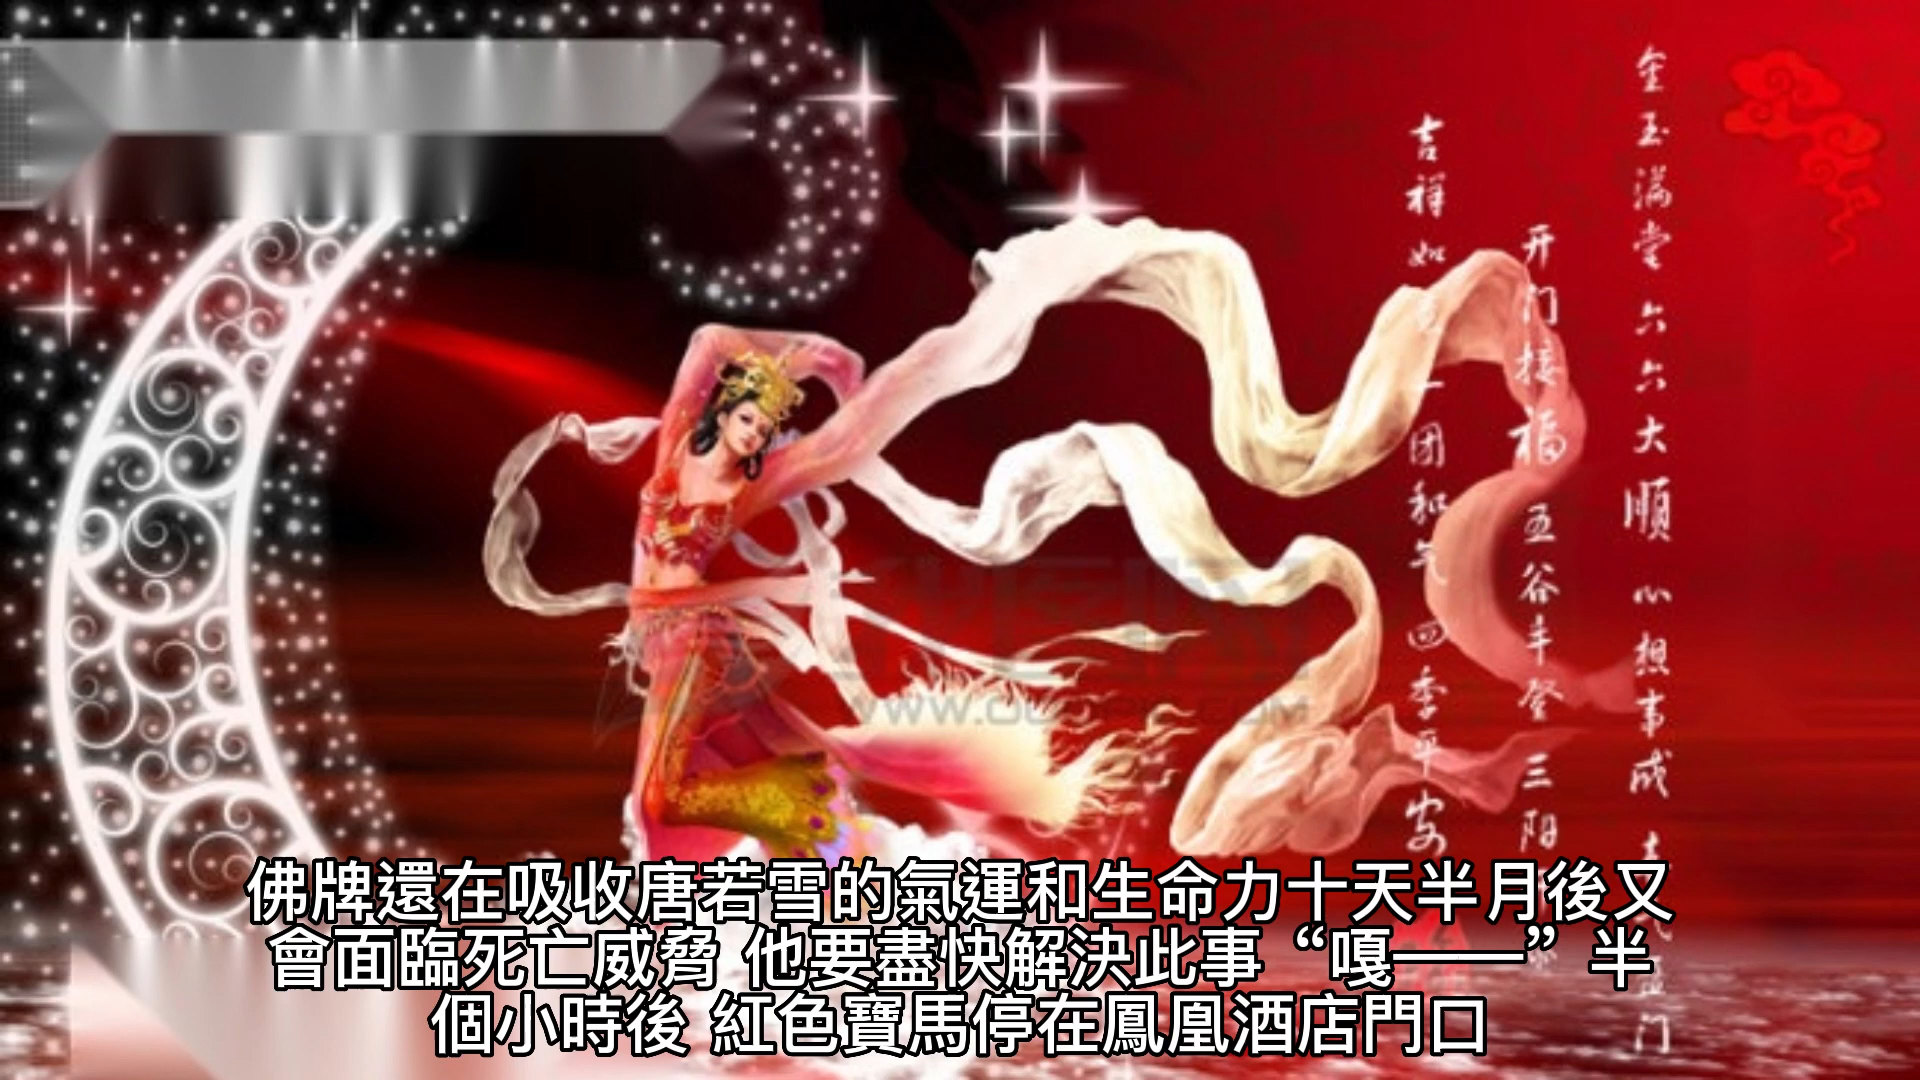 金玉满堂六六大順心想事成
开门接福五谷丰登三阳
吉祥如意一团和气四季平安
佛牌還在吸收唐若雪的氣運和生命力十天半月後又
會面臨死亡威脅 他要盡快解決此事“嘎——”半
個小時後 紅色寶馬停在鳳凰酒店門口